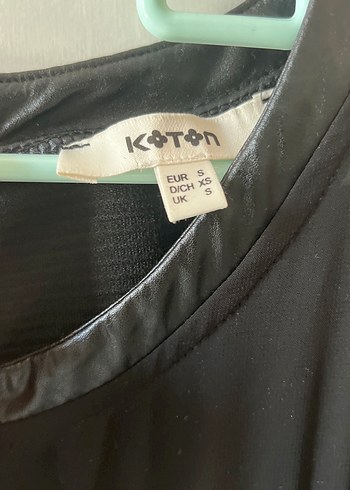 KOTON
EUR S
D/CH XS
UK S